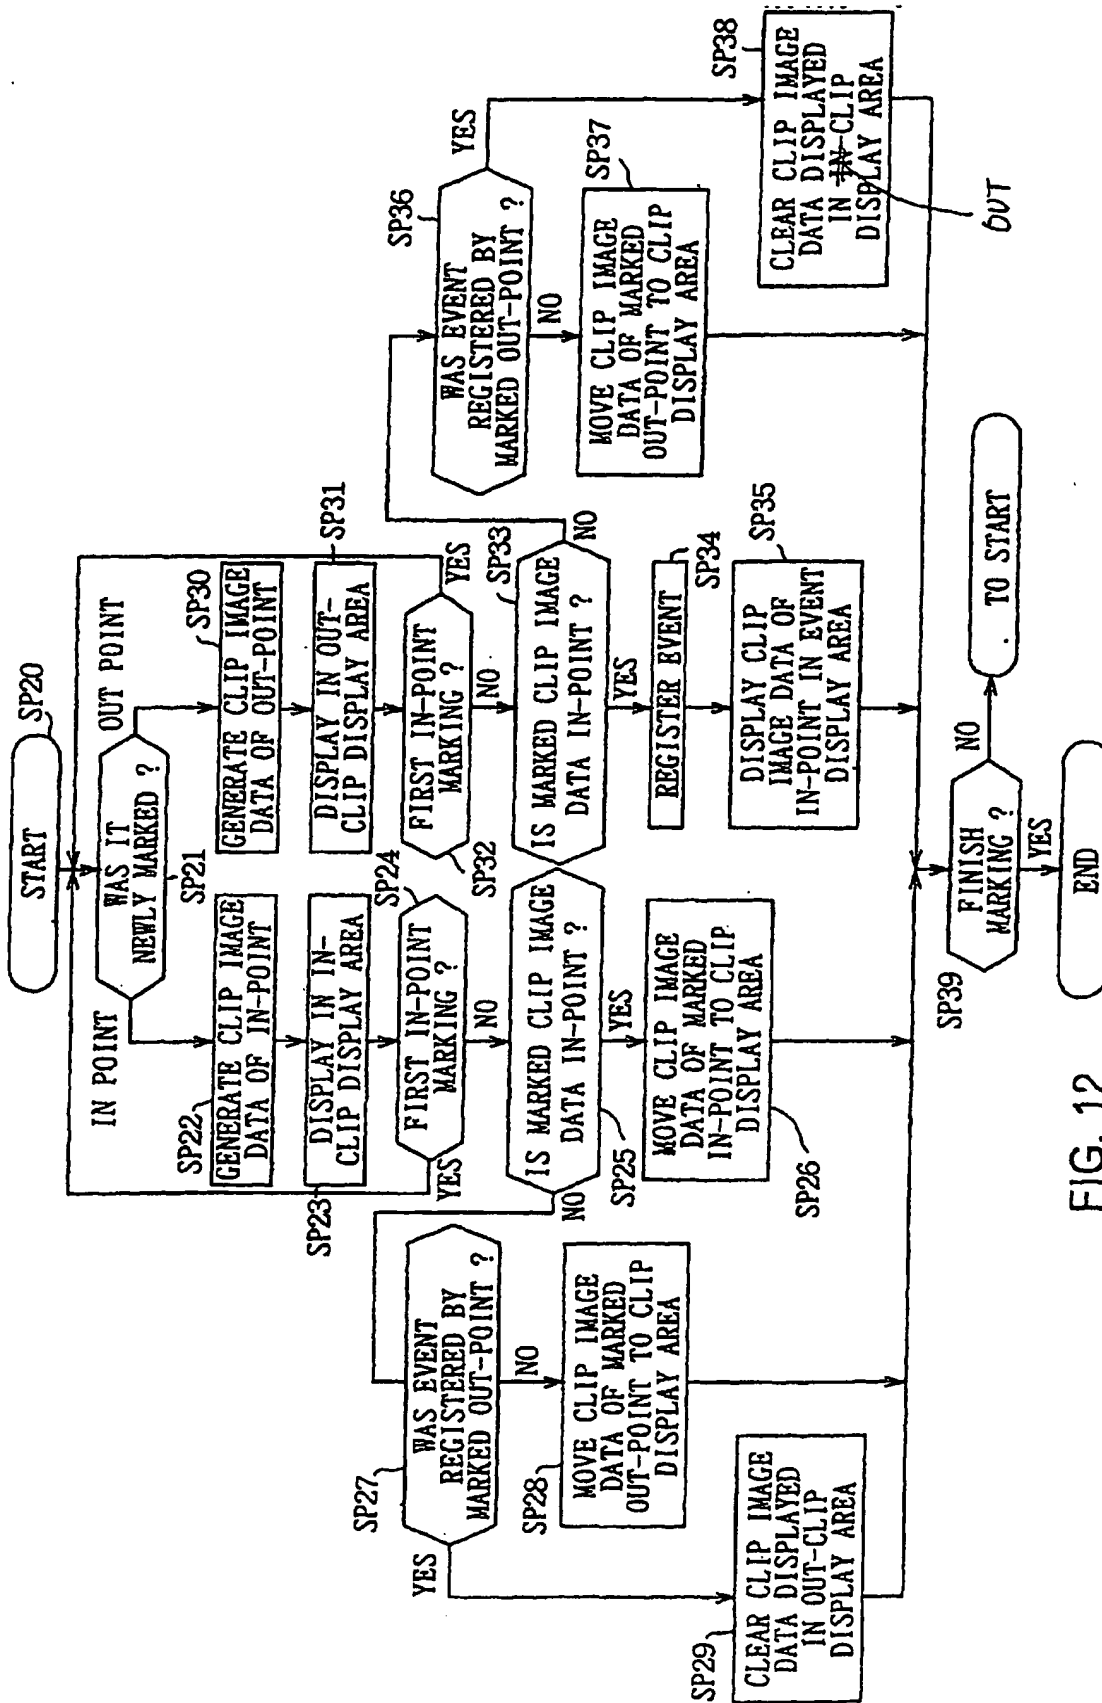 START
SP20
WAS IT
NEWLY MARKED ?
SP21
IN POINT
OUT POINT
SP22
GENERATE CLIP IMAGE
DATA OF IN-POINT
SP23
DISPLAY IN IN-
CLIP DISPLAY AREA
FIRST IN-POINT
MARKING ?
SP24
YES
NO
IS MARKED CLIP IMAGE
DATA IN-POINT ?
SP25
NO
YES
MOVE CLIP IMAGE
DATA OF MARKED
IN-POINT TO CLIP
DISPLAY AREA
SP26
SP27
WAS EVENT
REGISTERED BY
MARKED OUT-POINT ?
YES
NO
SP28
MOVE CLIP IMAGE
DATA OF MARKED
OUT-POINT TO CLIP
DISPLAY AREA
SP29
CLEAR CLIP IMAGE
DATA DISPLAYED
IN OUT-CLIP
DISPLAY AREA
SP30
GENERATE CLIP IMAGE
DATA OF OUT-POINT
SP31
DISPLAY IN OUT-
CLIP DISPLAY AREA
FIRST IN-POINT
MARKING ?
SP32
YES
NO
SP33
IS MARKED CLIP IMAGE
DATA IN-POINT ?
NO
YES
REGISTER EVENT
SP34
SP35
DISPLAY CLIP
IMAGE DATA OF
IN-POINT IN EVENT
DISPLAY AREA
SP36
WAS EVENT
REGISTERED BY
MARKED OUT-POINT ?
YES
NO
SP37
MOVE CLIP IMAGE
DATA OF MARKED
OUT-POINT TO CLIP
DISPLAY AREA
SP38
CLEAR CLIP IMAGE
DATA DISPLAYED
IN IN-CLIP
DISPLAY AREA
OUT
SP39
FINISH
MARKING ?
NO
TO START
YES
END
FIG. 12